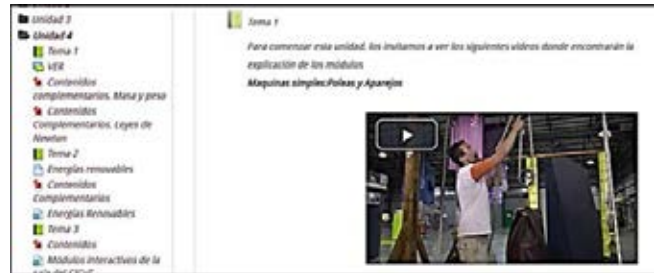 Unidad 3
Unidad 4
Tema 1
VER
Contenidos
complementarios. Masa y peso
Contenidos
Complementarios. Leyes de
Newton
Tema 2
Energías renovables
Contenidos
Complementarios
Energías Renovables
Tema 3
Contenidos
Módulos interactivos de la
Tema 1
Para comenzar esta unidad, los invitamos a ver los siguientes videos donde encontrarán la
explicación de los módulos
Maquinas simples:Poleas y Aparejos